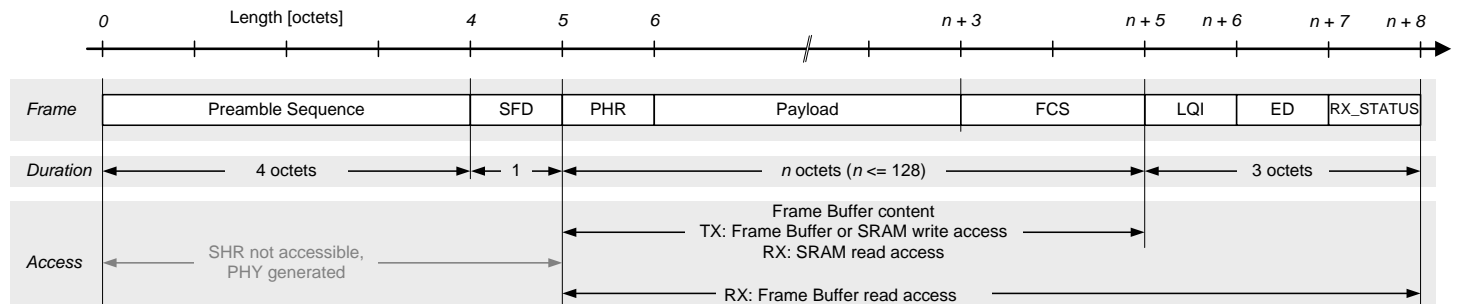 0 Length [octets] 4 5 6 n + 3 n + 5 n + 6 n + 7 n + 8
Frame Preamble Sequence SFD PHR Payload FCS LQI ED RX_STATUS
Duration 4 octets 1 n octets (n <= 128) 3 octets
Access
SHR not accessible,
PHY generated
Frame Buffer content
TX: Frame Buffer or SRAM write access
RX: SRAM read access
RX: Frame Buffer read access